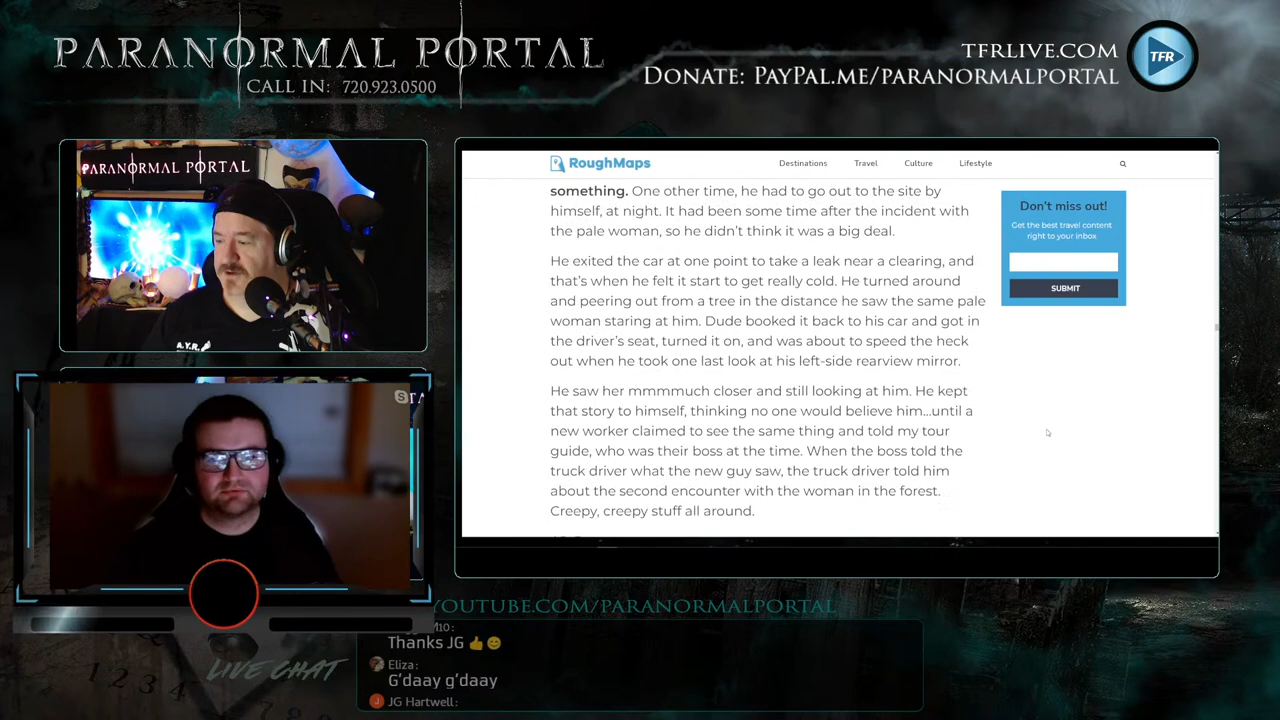 PARANORMAL PORTAL
CALL IN: 720.923.0500
TFRLIVE.COM
DONATE: PAYPAL.ME/PARANORMALPORTAL
TFR
PARANORMAL PORTAL
A.Y.R.
RoughMaps
Destinations Travel Culture Lifestyle
something. One other time, he had to go out to the site by
himself, at night. It had been some time after the incident with
the pale woman, so he didn't think it was a big deal.
He exited the car at one point to take a leak near a clearing, and
that's when he felt it start to get really cold. He turned around
and peering out from a tree in the distance he saw the same pale
woman staring at him. Dude booked it back to his car and got in
the driver's seat, turned it on, and was about to speed the heck
out when he took one last look at his left-side rearview mirror.
He saw her mmmmuch closer and still looking at him. He kept
that story to himself, thinking no one would believe him...until a
new worker claimed to see the same thing and told my tour
guide, who was their boss at the time. When the boss told the
truck driver what the new guy saw, the truck driver told him
about the second encounter with the woman in the forest.
Creepy, creepy stuff all around.
Don't miss out!
Get the best travel content
right to your inbox
SUBMIT
YOUTUBE.COM/PARANORMALPORTAL
LIVE CHAT
Thanks JG 👍😊
Eliza:
G'daay g'daay
J JG Hartwell:
1 2 3 4